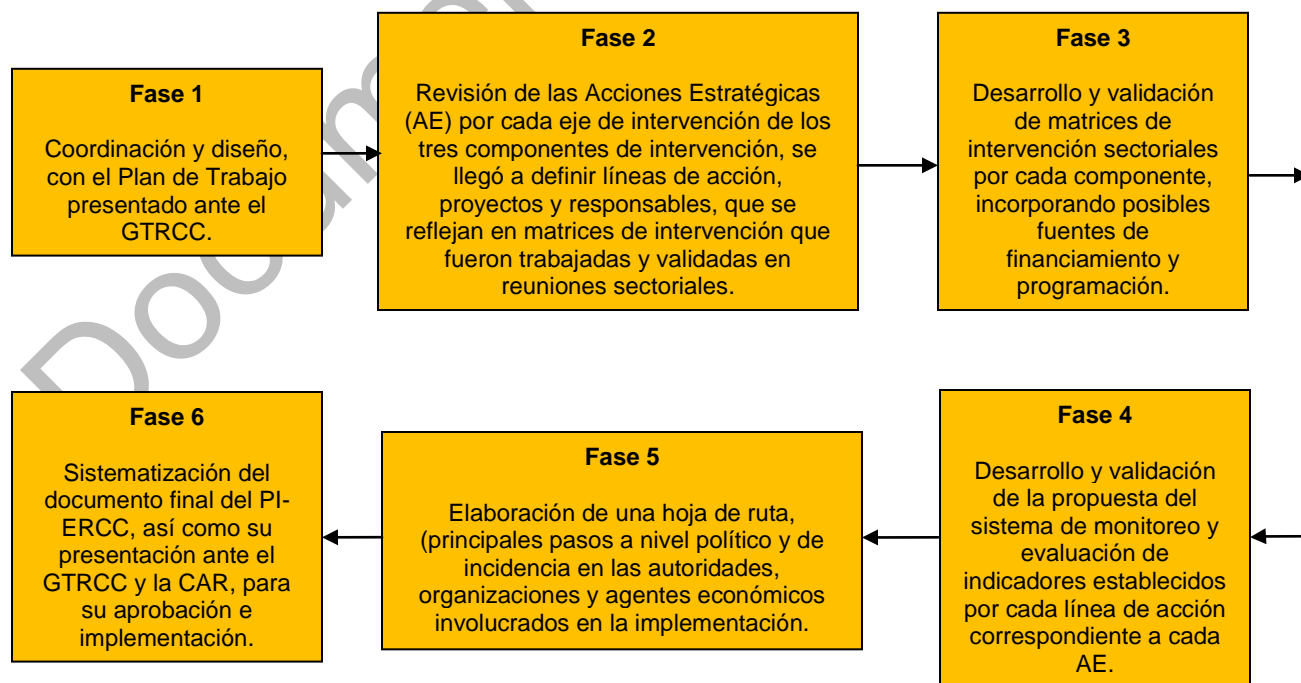 Fase 1
Coordinación y diseño,
con el Plan de Trabajo
presentado ante el
GTRCC.
Fase 2
Revisión de las Acciones Estratégicas
(AE) por cada eje de intervención de los
tres componentes de intervención, se
llegó a definir líneas de acción,
proyectos y responsables, que se
reflejan en matrices de intervención que
fueron trabajadas y validadas en
reuniones sectoriales.
Fase 3
Desarrollo y validación
de matrices de
intervención sectoriales
por cada componente,
incorporando posibles
fuentes de
financiamiento y
programación.
Fase 4
Desarrollo y validación
de la propuesta del
sistema de monitoreo y
evaluación de
indicadores establecidos
por cada línea de acción
correspondiente a cada
AE.
Fase 5
Elaboración de una hoja de ruta,
(principales pasos a nivel político y de
incidencia en las autoridades,
organizaciones y agentes económicos
involucrados en la implementación.
Fase 6
Sistematización del
documento final del PI-
ERCC, así como su
presentación ante el
GTRCC y la CAR, para
su aprobación e
implementación.